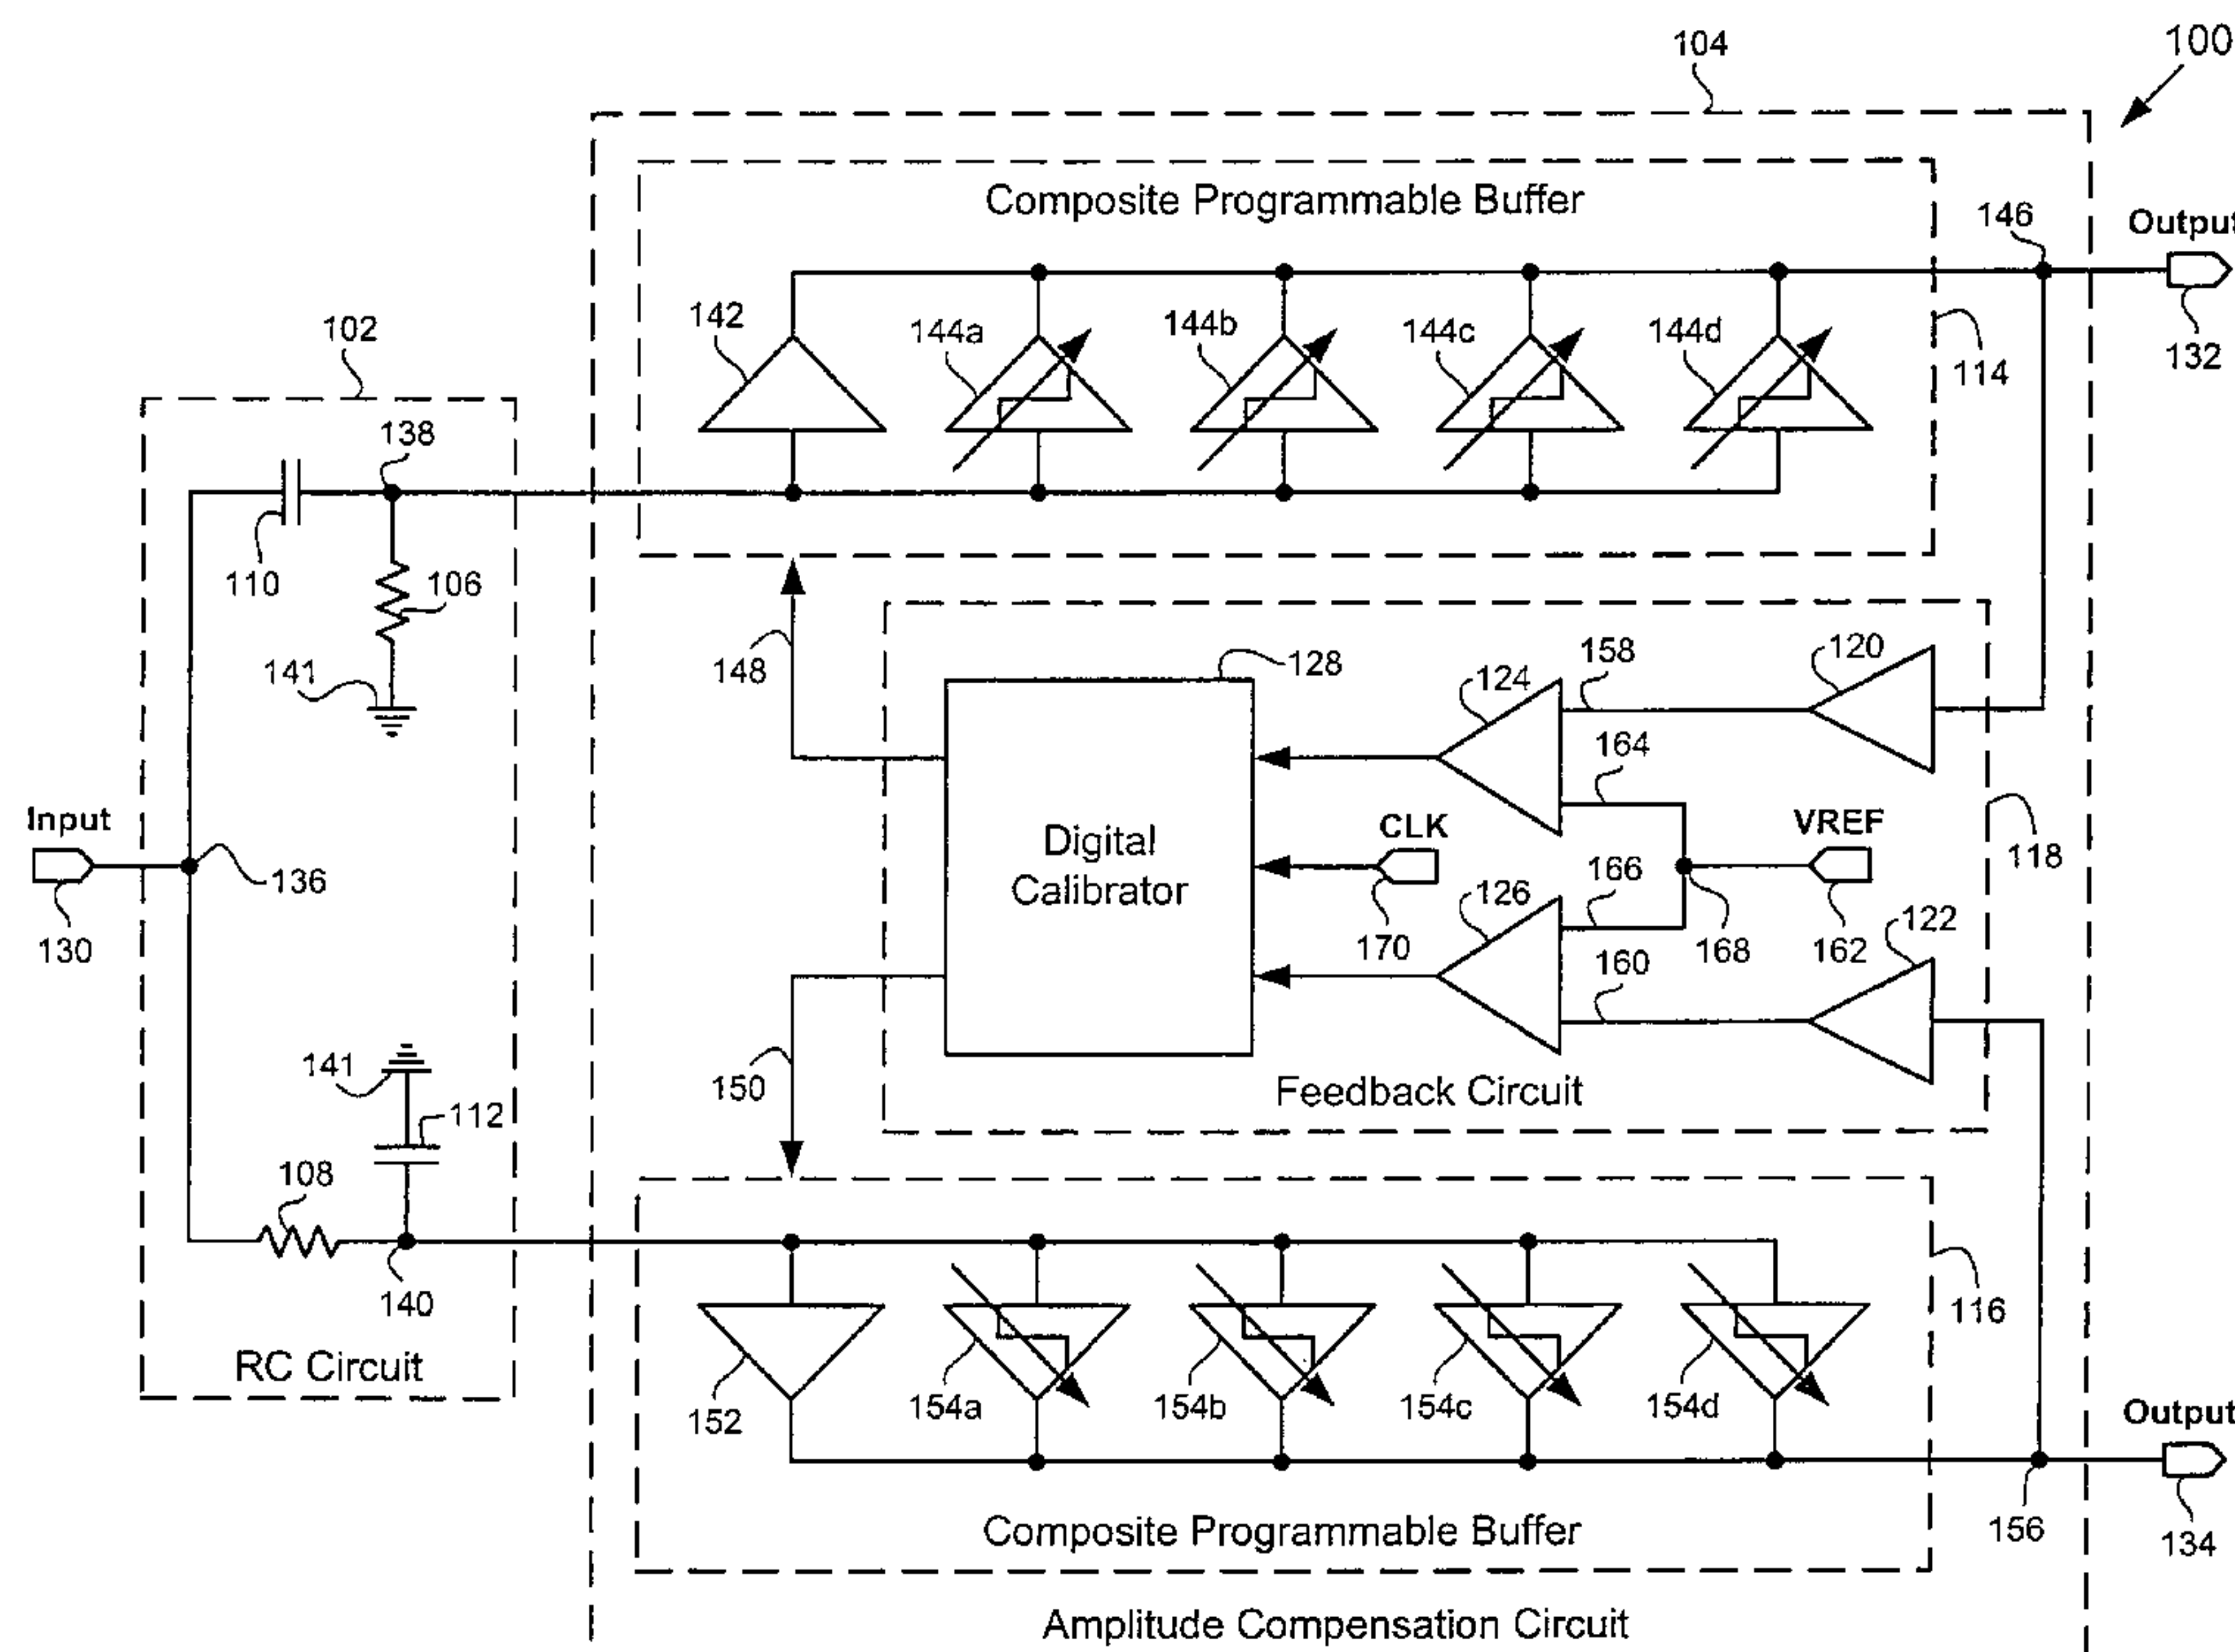 104
100
Composite Programmable Buffer
146
Output
142
144a
144b
144c
144d
132
114
102
138
110
106
141
148
128
124
158
120
164
Input
136
130
Digital
Calibrator
CLK
VREF
118
170
126
166
168
162
122
160
150
Feedback Circuit
141
112
108
140
RC Circuit
116
152
154a
154b
154c
154d
Output
156
134
Composite Programmable Buffer
Amplitude Compensation Circuit